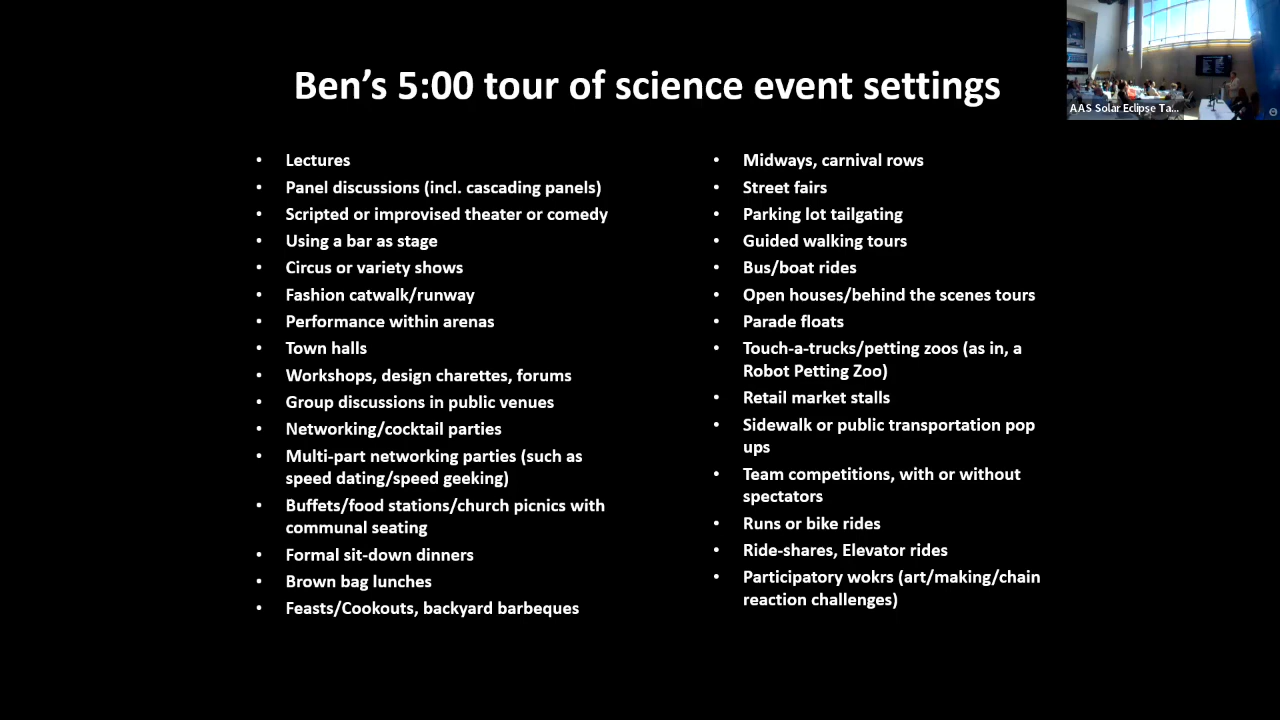 Ben's 5:00 tour of science event settings
• Lectures
• Panel discussions (incl. cascading panels)
• Scripted or improvised theater or comedy
• Using a bar as stage
• Circus or variety shows
• Fashion catwalk/runway
• Performance within arenas
• Town halls
• Workshops, design charettes, forums
• Group discussions in public venues
• Networking/cocktail parties
• Multi-part networking parties (such as
speed dating/speed geeking)
• Buffets/food stations/church picnics with
communal seating
• Formal sit-down dinners
• Brown bag lunches
• Feasts/Cookouts, backyard barbeques
• Midways, carnival rows
• Street fairs
• Parking lot tailgating
• Guided walking tours
• Bus/boat rides
• Open houses/behind the scenes tours
• Parade floats
• Touch-a-trucks/petting zoos (as in, a
Robot Petting Zoo)
• Retail market stalls
• Sidewalk or public transportation pop
ups
• Team competitions, with or without
spectators
• Runs or bike rides
• Ride-shares, Elevator rides
• Participatory wokrs (art/making/chain
reaction challenges)
AAS Solar Eclipse Ta...